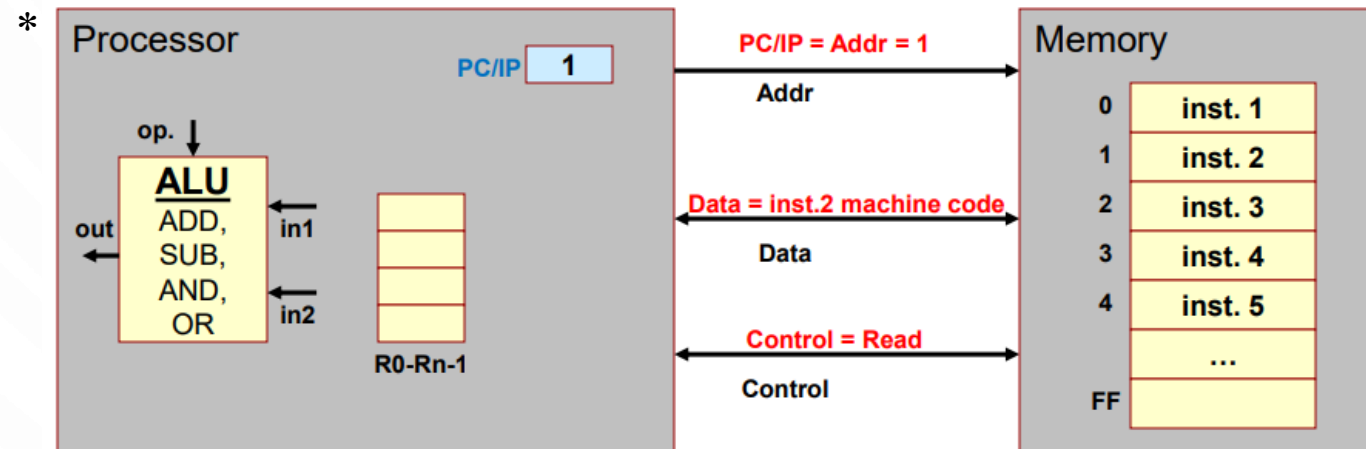 *
Processor
PC/IP 1
op.
ALU
ADD,
SUB,
AND,
OR
out
in1
in2
R0-Rn-1
PC/IP = Addr = 1
Addr
Data = inst.2 machine code
Data
Control = Read
Control
Memory
0 inst. 1
1 inst. 2
2 inst. 3
3 inst. 4
4 inst. 5
...
FF